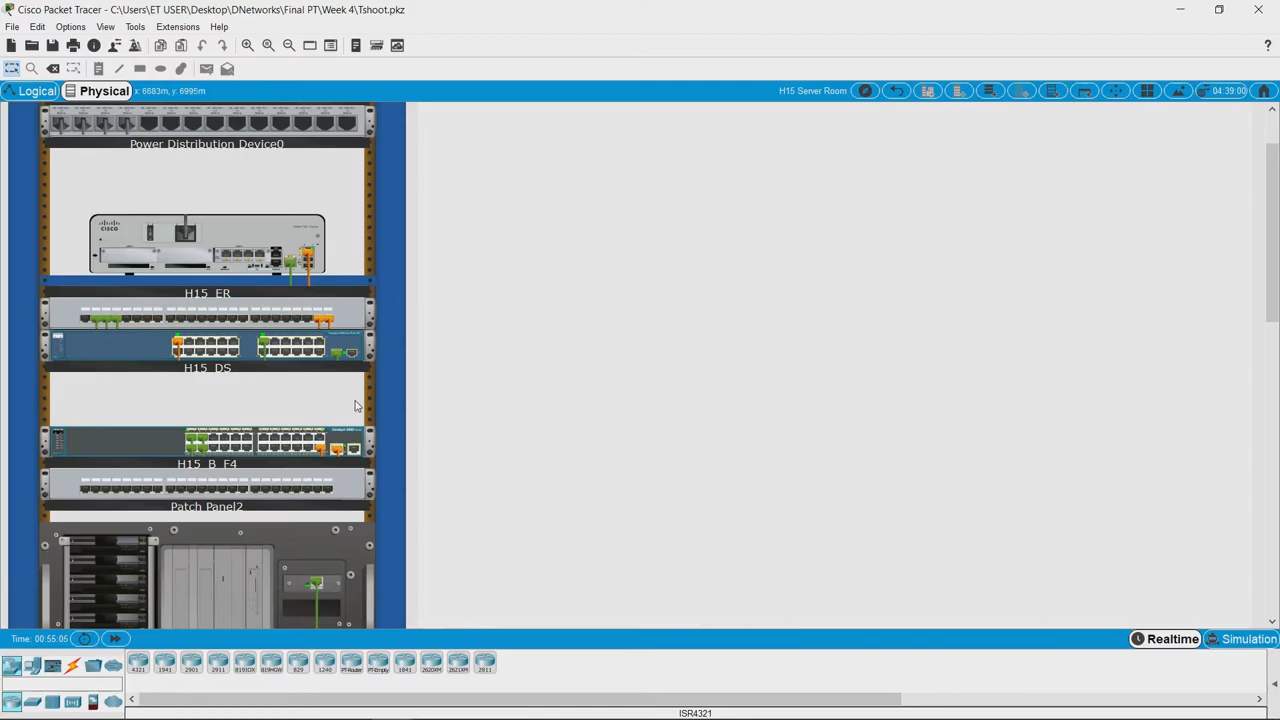 Cisco Packet Tracer - C:\Users\ET USER\Desktop\DNetworks\Final PT\Week 4\Tshoot.pkz
File Edit Options View Tools Extensions Help
Logical Physical x: 6683m, y: 6995m H15 Server Room 04:39:00
Power Distribution Device0
CISCO
H15_ER
H15_DS
H15_B_F4
Patch Panel2
Time: 00:55:05 Realtime Simulation
4321 1941 2901 2911 819IOX 819HGW 829 1240 PT-Router PT-Empty 1841 2620XM 2621XM 2811
ISR4321